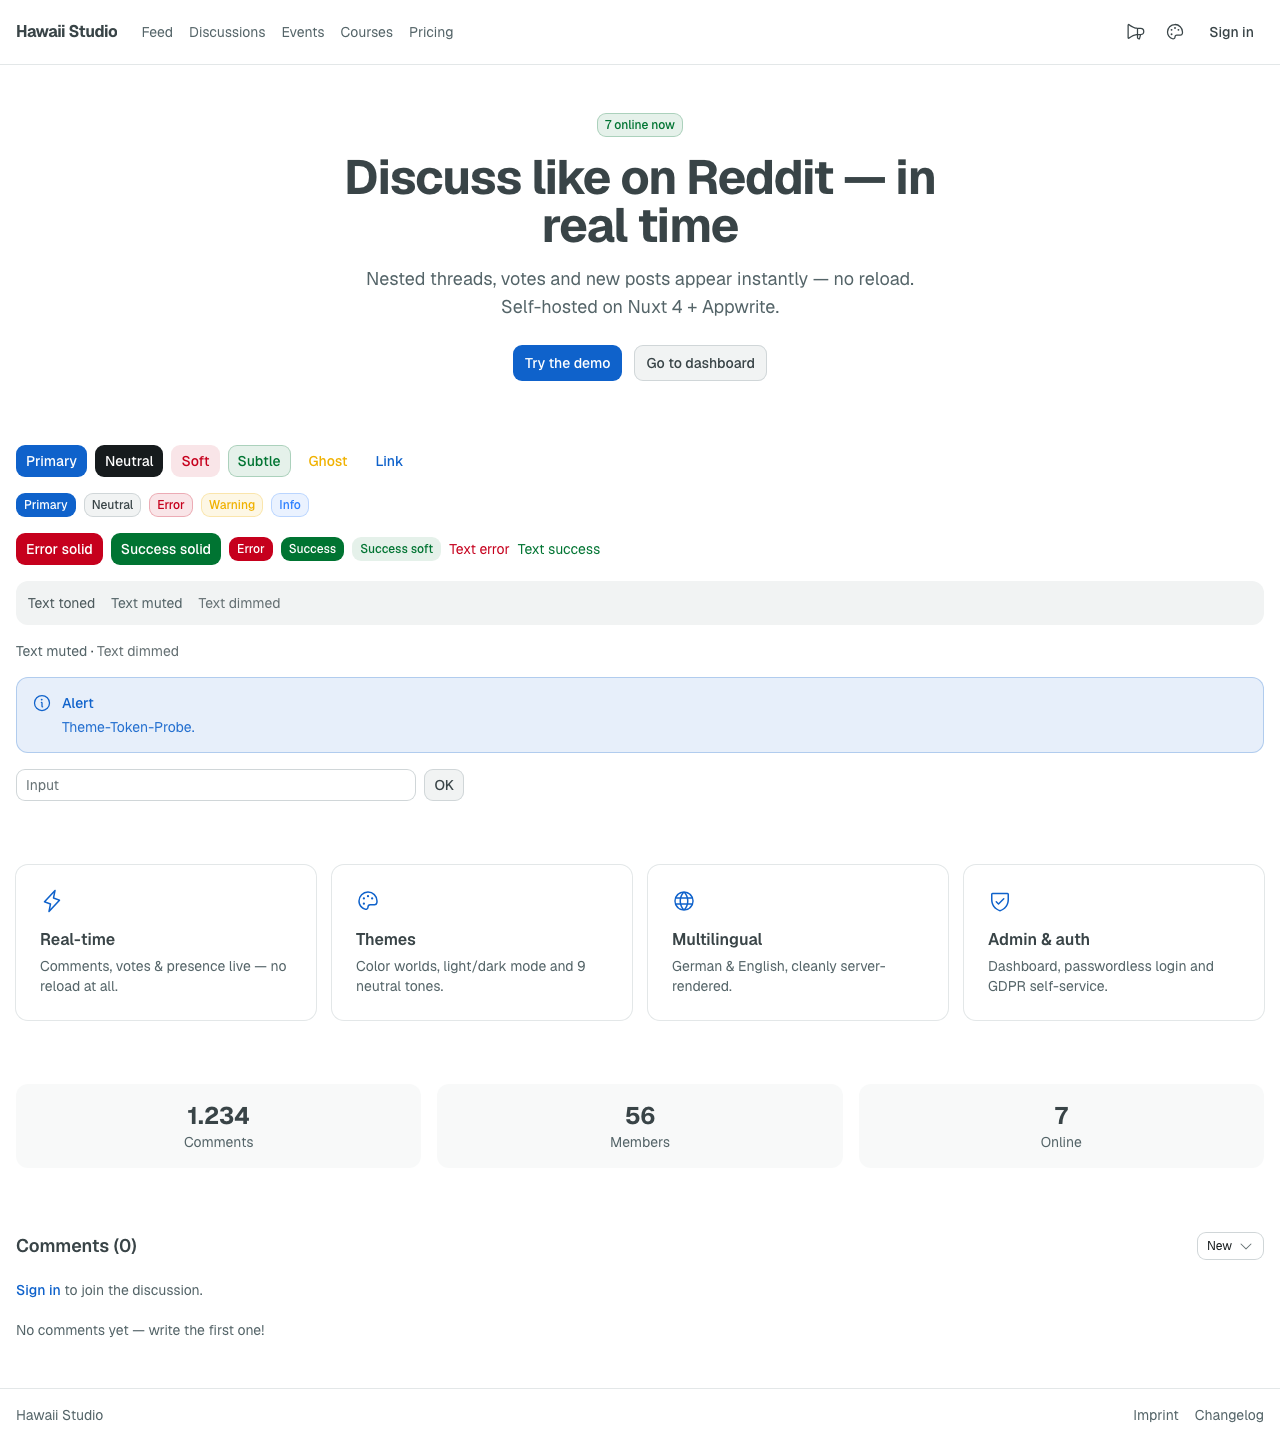 Hawaii Studio Feed Discussions Events Courses Pricing Sign in
7 online now
Discuss like on Reddit — in
real time
Nested threads, votes and new posts appear instantly — no reload.
Self-hosted on Nuxt 4 + Appwrite.
Try the demo Go to dashboard
Primary Neutral Soft Subtle Ghost Link
Primary Neutral Error Warning Info
Error solid Success solid Error Success Success soft Text error Text success
Text toned Text muted Text dimmed
Text muted · Text dimmed
Alert
Theme-Token-Probe.
Input OK
Real-time
Comments, votes & presence live — no
reload at all.
Themes
Color worlds, light/dark mode and 9
neutral tones.
Multilingual
German & English, cleanly server-
rendered.
Admin & auth
Dashboard, passwordless login and
GDPR self-service.
1.234
Comments
56
Members
7
Online
Comments (0) New
Sign in to join the discussion.
No comments yet — write the first one!
Hawaii Studio Imprint Changelog